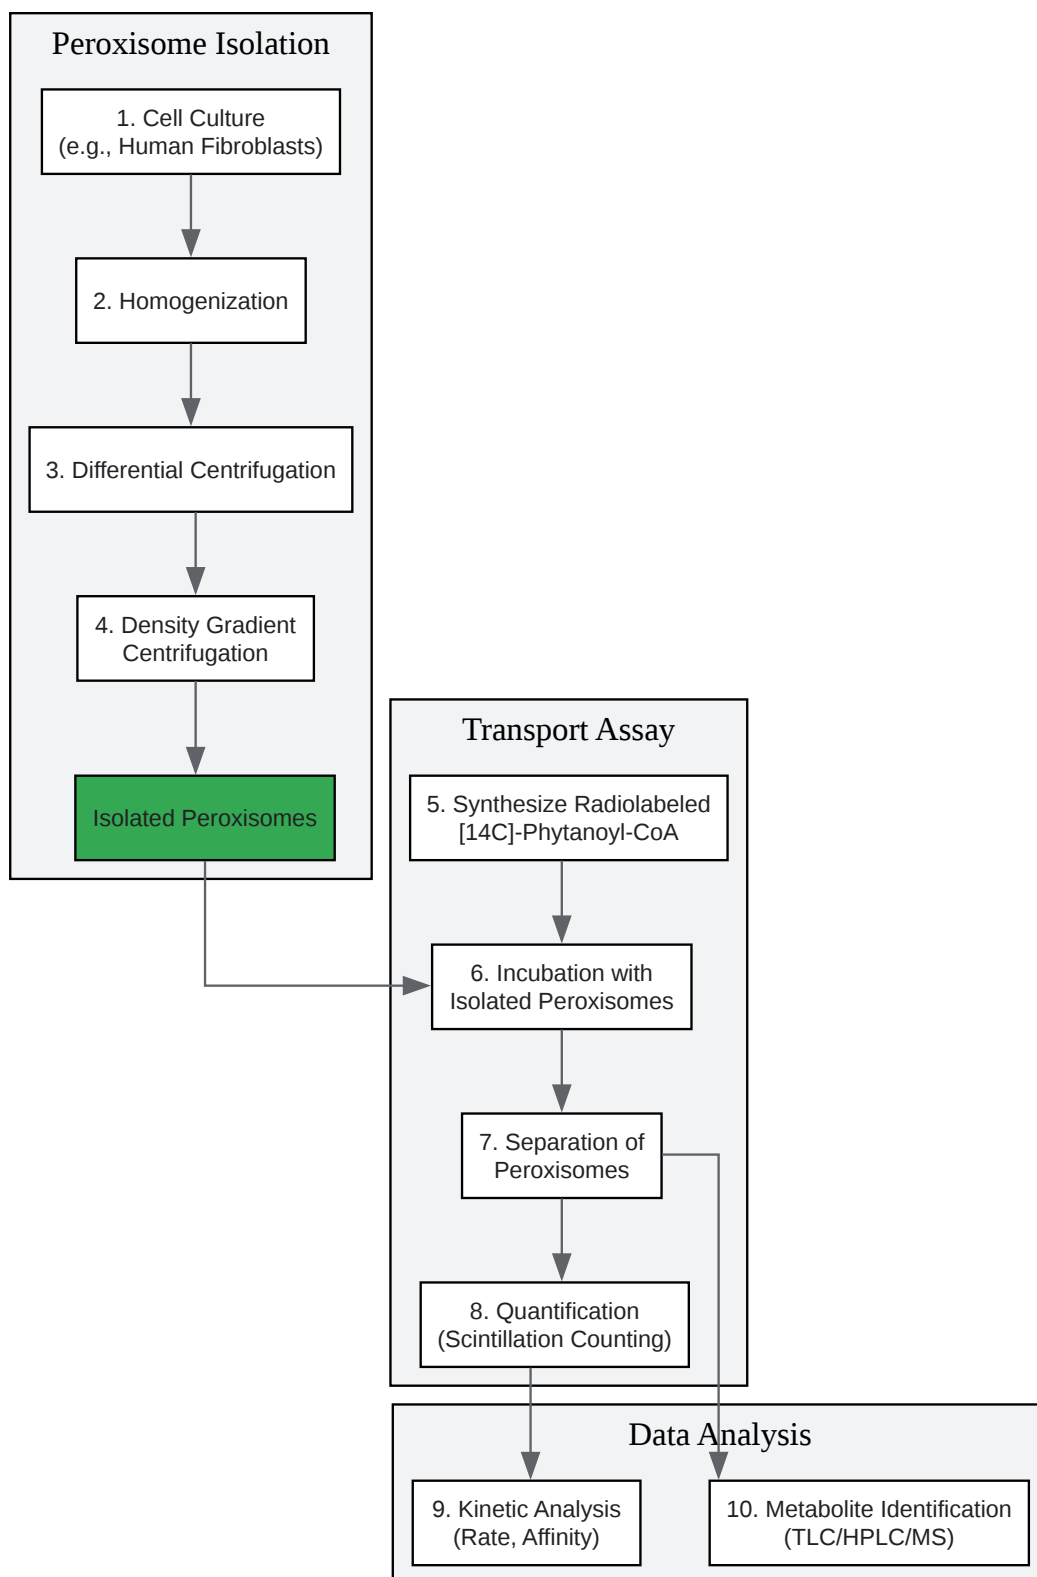 Peroxisome Isolation
1. Cell Culture
(e.g., Human Fibroblasts)
2. Homogenization
3. Differential Centrifugation
4. Density Gradient
Centrifugation
Isolated Peroxisomes
Transport Assay
5. Synthesize Radiolabeled
[14C]-Phytanoyl-CoA
6. Incubation with
Isolated Peroxisomes
7. Separation of
Peroxisomes
8. Quantification
(Scintillation Counting)
Data Analysis
9. Kinetic Analysis
(Rate, Affinity)
10. Metabolite Identification
(TLC/HPLC/MS)